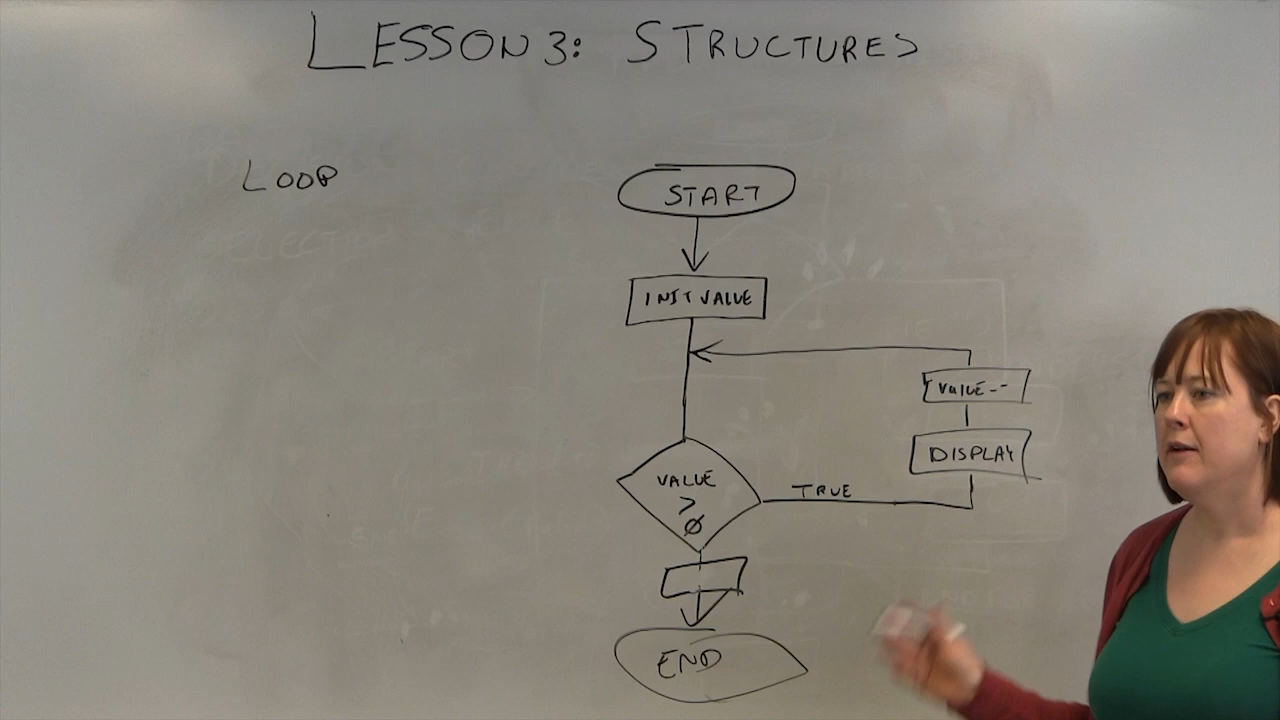 LESSON 3: STRUCTURES
LOOP
START
INIT VALUE
VALUE--
DISPLAY
VALUE
>
Ø
TRUE
END